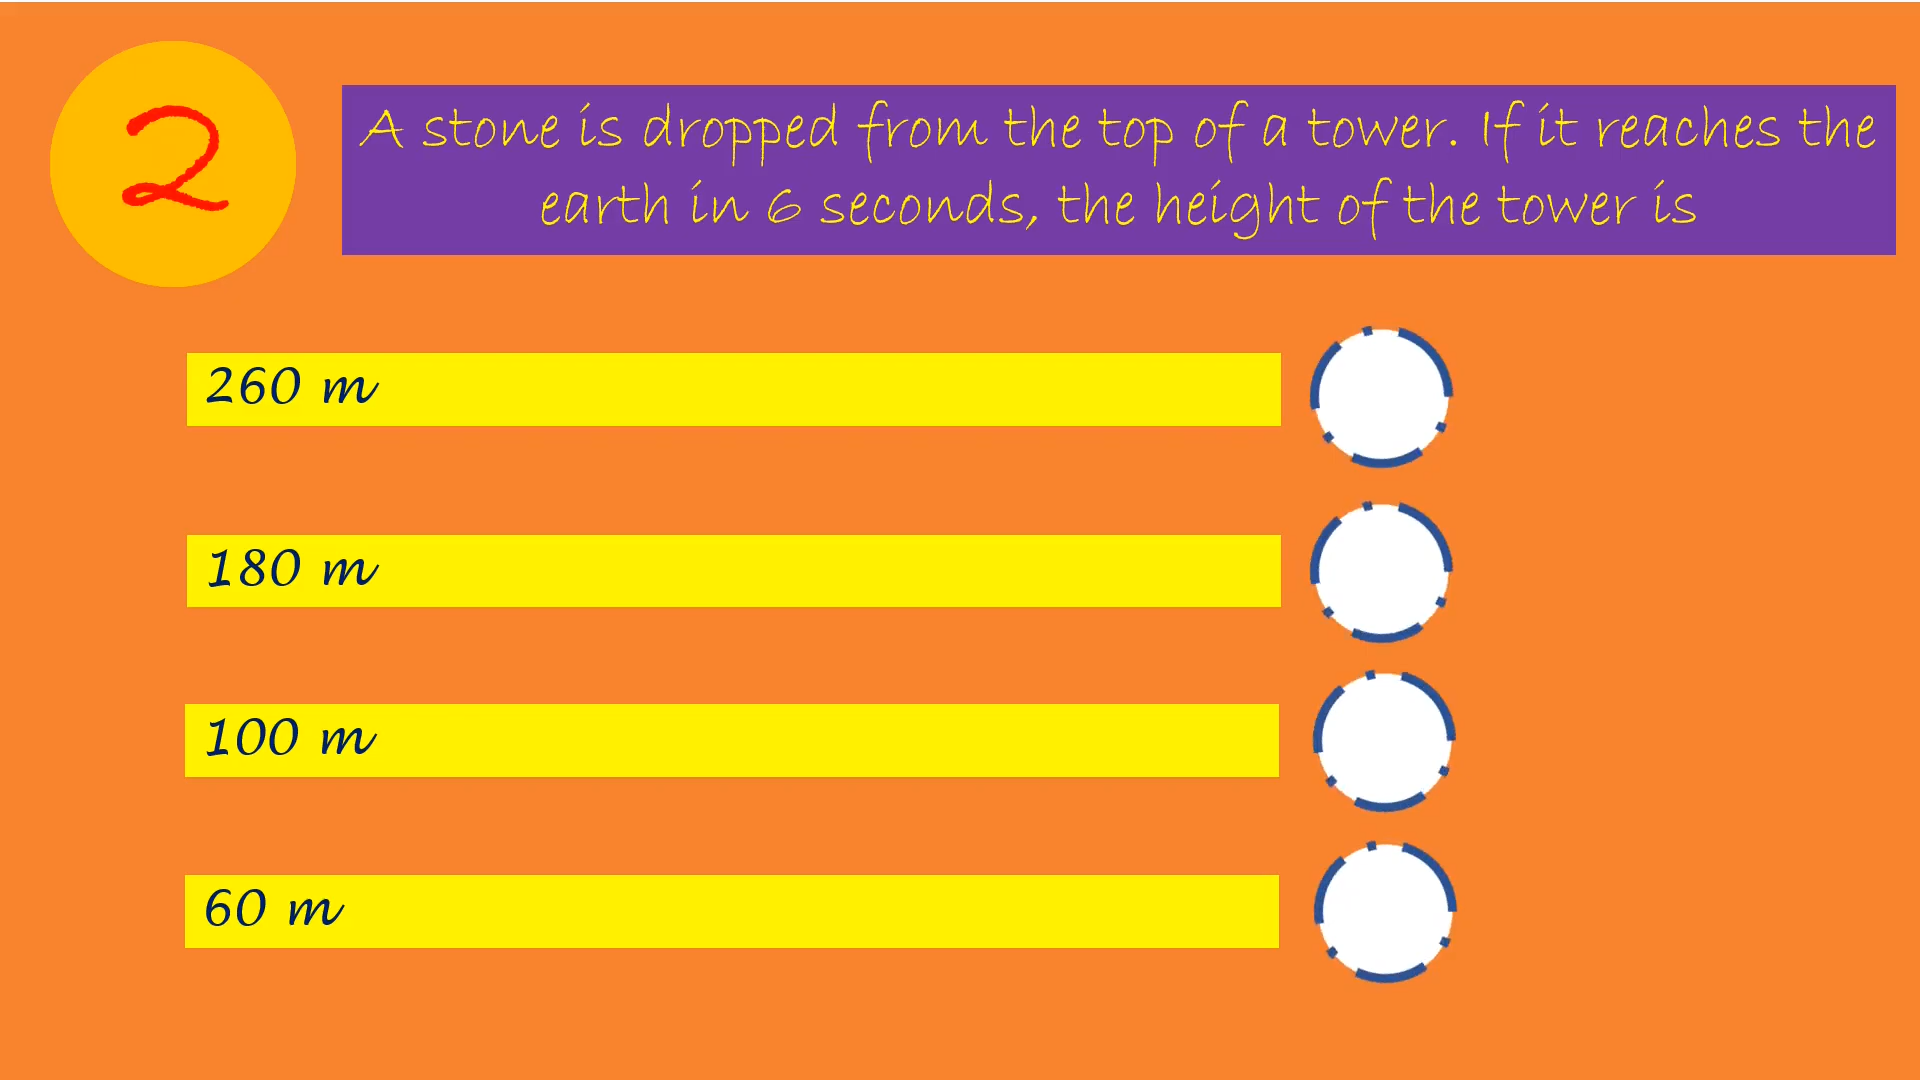 2
A stone is dropped from the top of a tower. If it reaches the
earth in 6 seconds, the height of the tower is
260 m
180 m
100 m
60 m